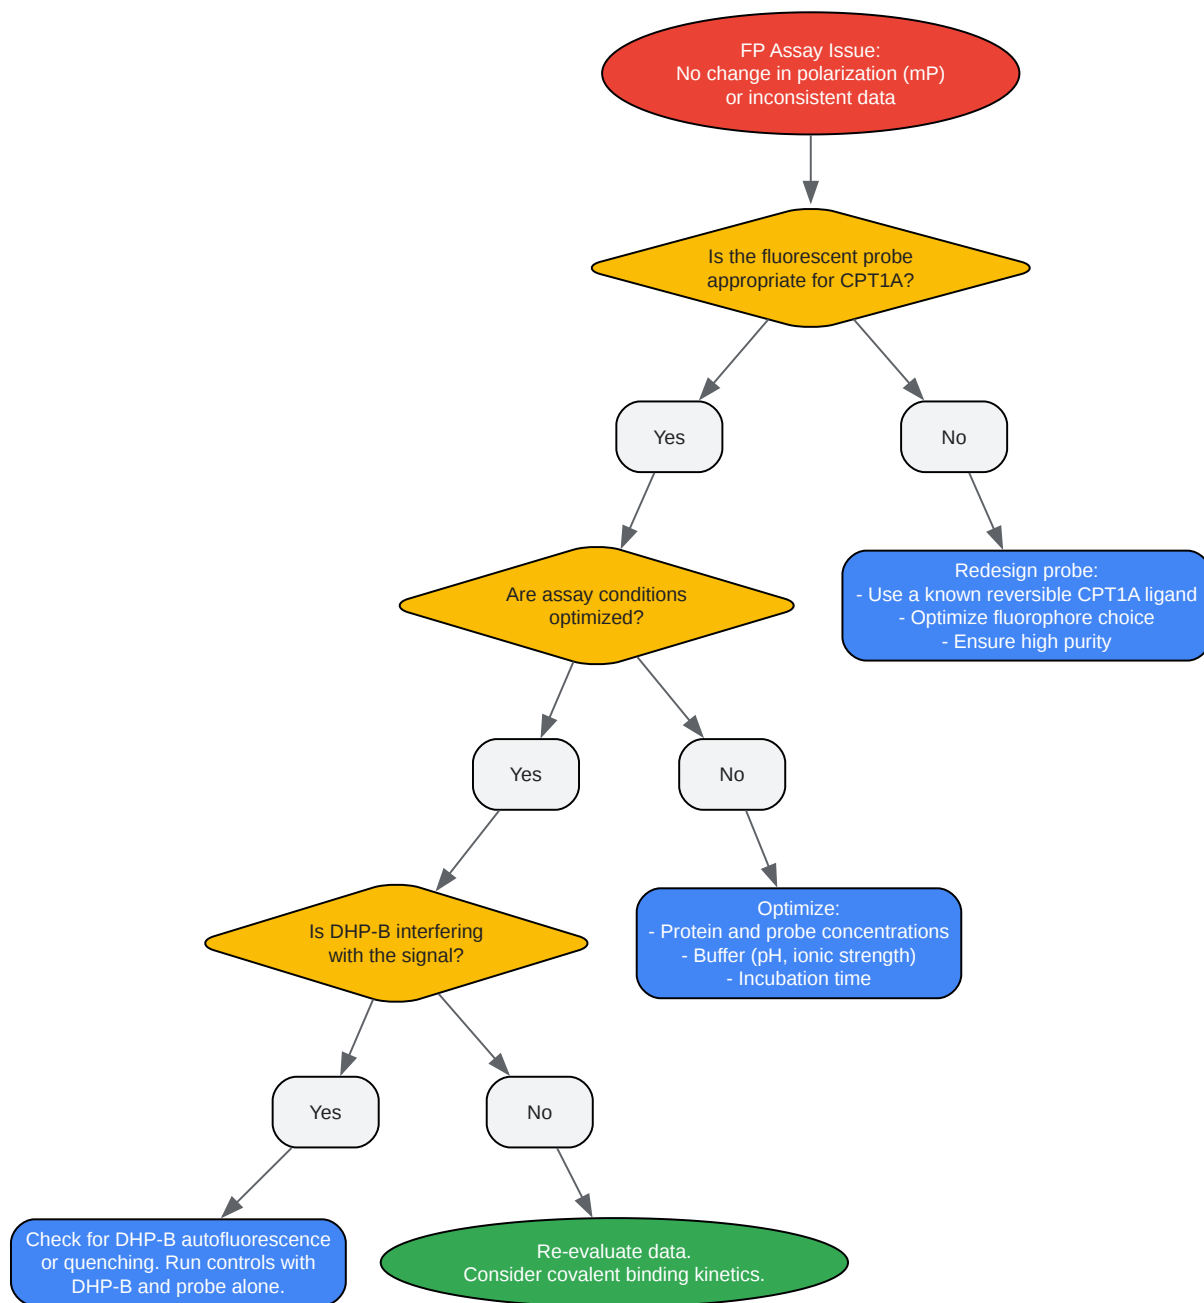 FP Assay Issue:
No change in polarization (mP)
or inconsistent data
Is the fluorescent probe
appropriate for CPT1A?
Yes
No
Redesign probe:
- Use a known reversible CPT1A ligand
- Optimize fluorophore choice
- Ensure high purity
Are assay conditions
optimized?
Yes
No
Optimize:
- Protein and probe concentrations
- Buffer (pH, ionic strength)
- Incubation time
Is DHP-B interfering
with the signal?
Yes
No
Check for DHP-B autofluorescence
or quenching. Run controls with
DHP-B and probe alone.
Re-evaluate data.
Consider covalent binding kinetics.